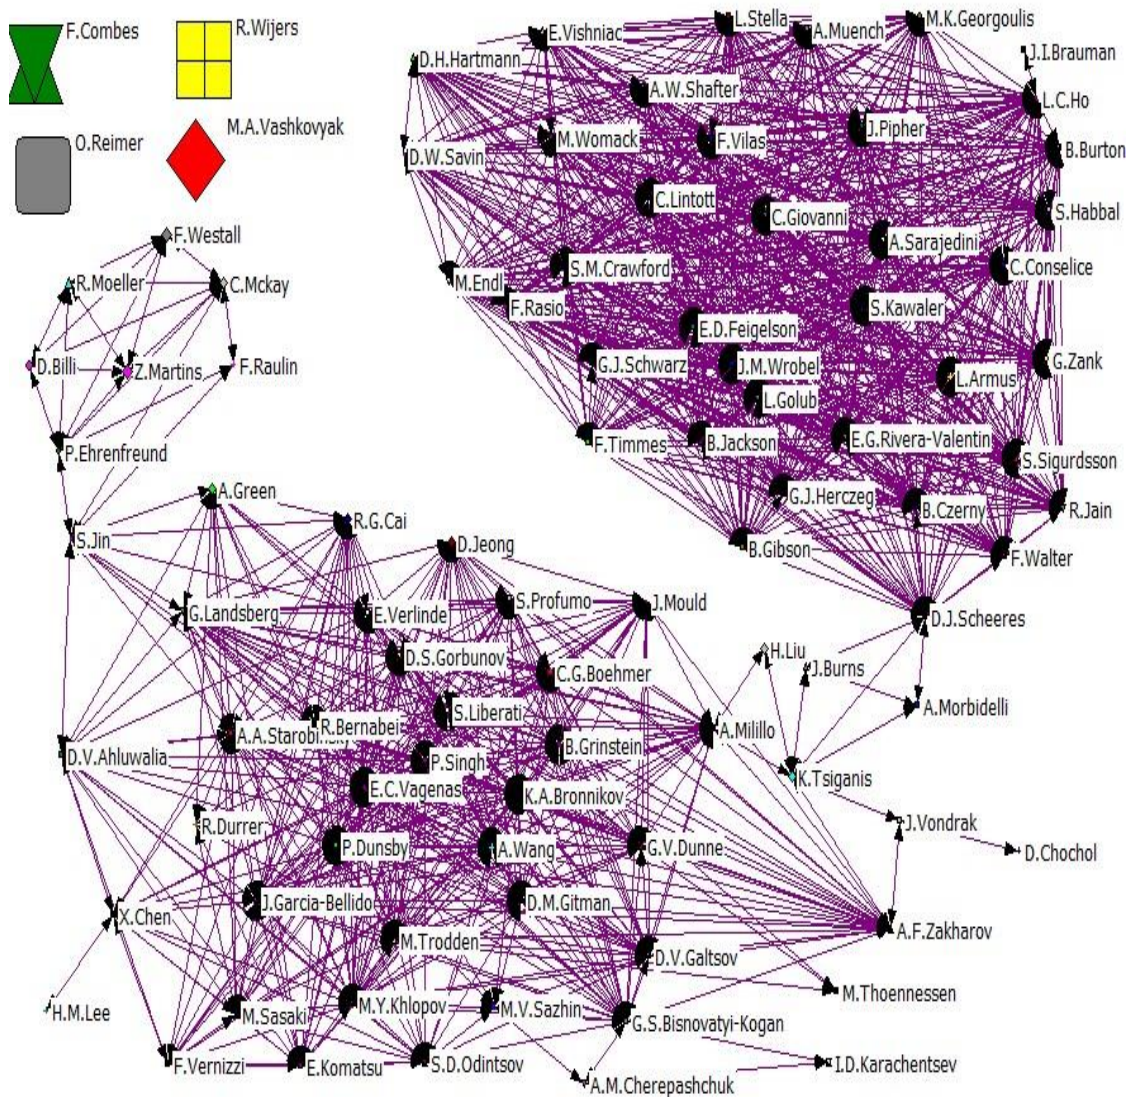 F.Combes
R.Wijers
O.Reimer
M.A.Vashkovyak
L.Stella
M.K.Georgoulis
E.Vishniac
A.Muench
D.H.Hartmann
J.I.Brauman
A.W.Shafter
L.C.Ho
M.Womack
F.Vilas
J.Pipher
D.W.Savin
B.Burton
C.Lintott
C.Giovanni
S.Habbal
F.Westall
A.Sarajedini
R.Moeller
C.Mckay
M.Endl
S.M.Crawford
C.Conselice
F.Rasio
S.Kawaler
E.D.Feigelson
D.Billi
Z.Martins
F.Raulin
G.J.Schwarz
J.M.Wrobel
G.Zank
L.Armus
L.Golub
P.Ehrenfreund
F.Timmes
B.Jackson
E.G.Rivera-Valentin
S.Sigurdsson
A.Green
G.J.Herczeg
B.Czerny
R.Jain
S.Jin
R.G.Cai
D.Jeong
B.Gibson
F.Walter
G.Landsberg
E.Verlinde
S.Profumo
J.Mould
D.J.Scheeres
D.S.Gorbunov
C.G.Boehmer
H.Liu
J.Burns
S.Liberati
A.Morbidelli
R.Bernabei
A.A.Starobinsky
A.Milillo
D.V.Ahluwalia
P.Singh
B.Grinstein
K.Tsiganis
E.C.Vagenas
K.A.Bronnikov
R.Durrer
J.Vondrak
P.Dunsby
A.Wang
G.V.Dunne
D.Chochol
J.Garcia-Bellido
D.M.Gitman
X.Chen
M.Trodden
A.F.Zakharov
D.V.Galtsov
H.M.Lee
M.Sasaki
M.Y.Khlopov
M.V.Sazhin
M.Thoennessen
G.S.Bisnovatyi-Kogan
F.Vernizzi
E.Komatsu
S.D.Odintsov
I.D.Karachentsev
A.M.Cherepashchuk